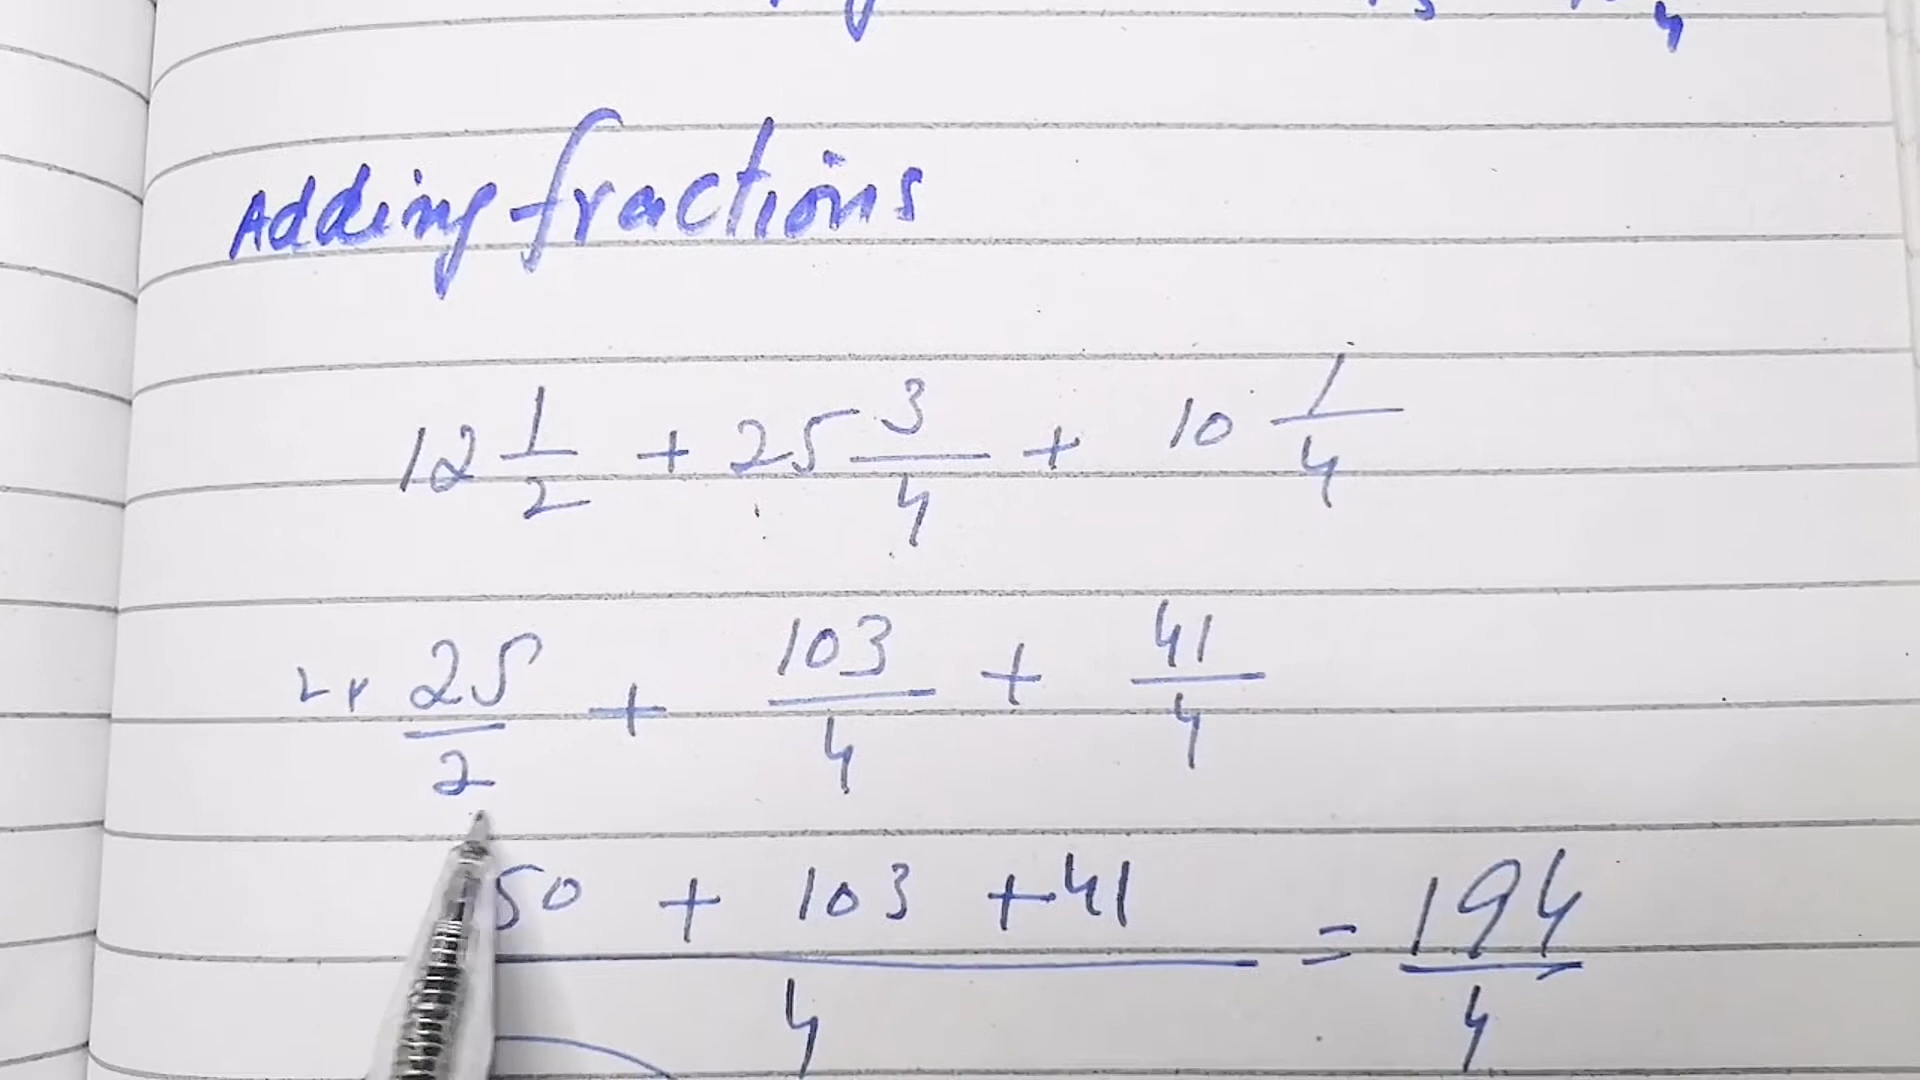 Adding fractions
12 1/2 + 25 3/4 + 10 1/4
2x 25/2 + 103/4 + 41/4
50 + 103 + 41 / 4 = 194/4